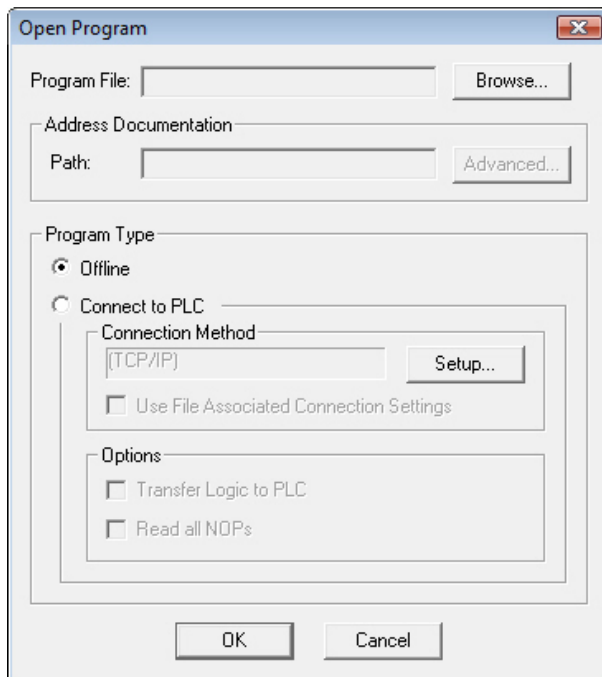 Open Program
Program File: Browse...
Address Documentation
Path: Advanced...
Program Type
Offline
Connect to PLC
Connection Method
(TCP/IP) Setup...
Use File Associated Connection Settings
Options
Transfer Logic to PLC
Read all NOPs
OK Cancel